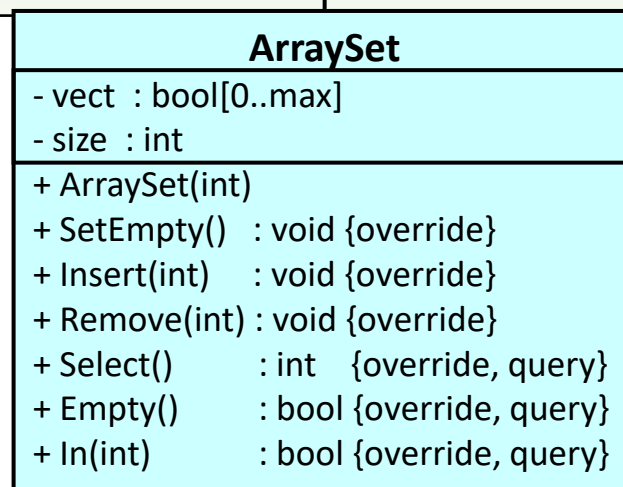 ArraySet
- vect : bool[0..max]
- size : int
+ ArraySet(int)
+ SetEmpty() : void {override}
+ Insert(int) : void {override}
+ Remove(int) : void {override}
+ Select() : int {override, query}
+ Empty() : bool {override, query}
+ In(int) : bool {override, query}